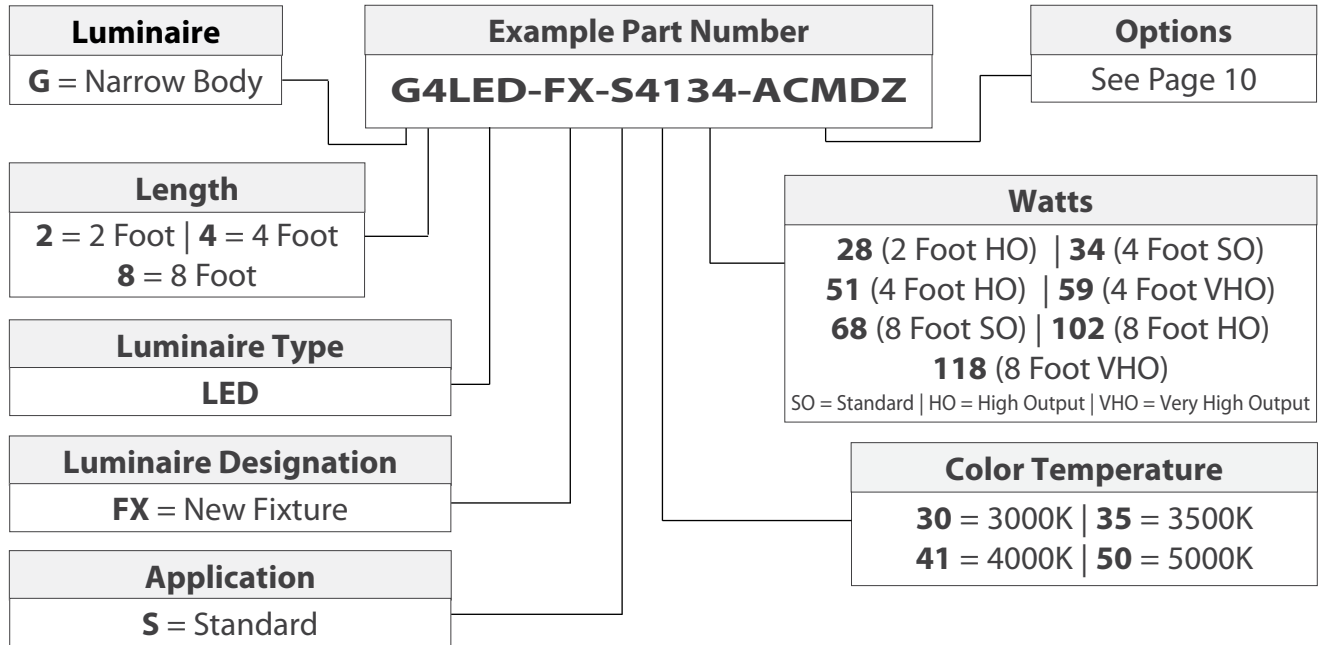 Luminaire
G = Narrow Body
Example Part Number
G4LED-FX-S4134-ACMDZ
Options
See Page 10
Length
2 = 2 Foot | 4 = 4 Foot
8 = 8 Foot
Luminaire Type
LED
Luminaire Designation
FX = New Fixture
Application
S = Standard
Watts
28 (2 Foot HO) | 34 (4 Foot SO)
51 (4 Foot HO) | 59 (4 Foot VHO)
68 (8 Foot SO) | 102 (8 Foot HO)
118 (8 Foot VHO)
SO = Standard | HO = High Output | VHO = Very High Output
Color Temperature
30 = 3000K | 35 = 3500K
41 = 4000K | 50 = 5000K